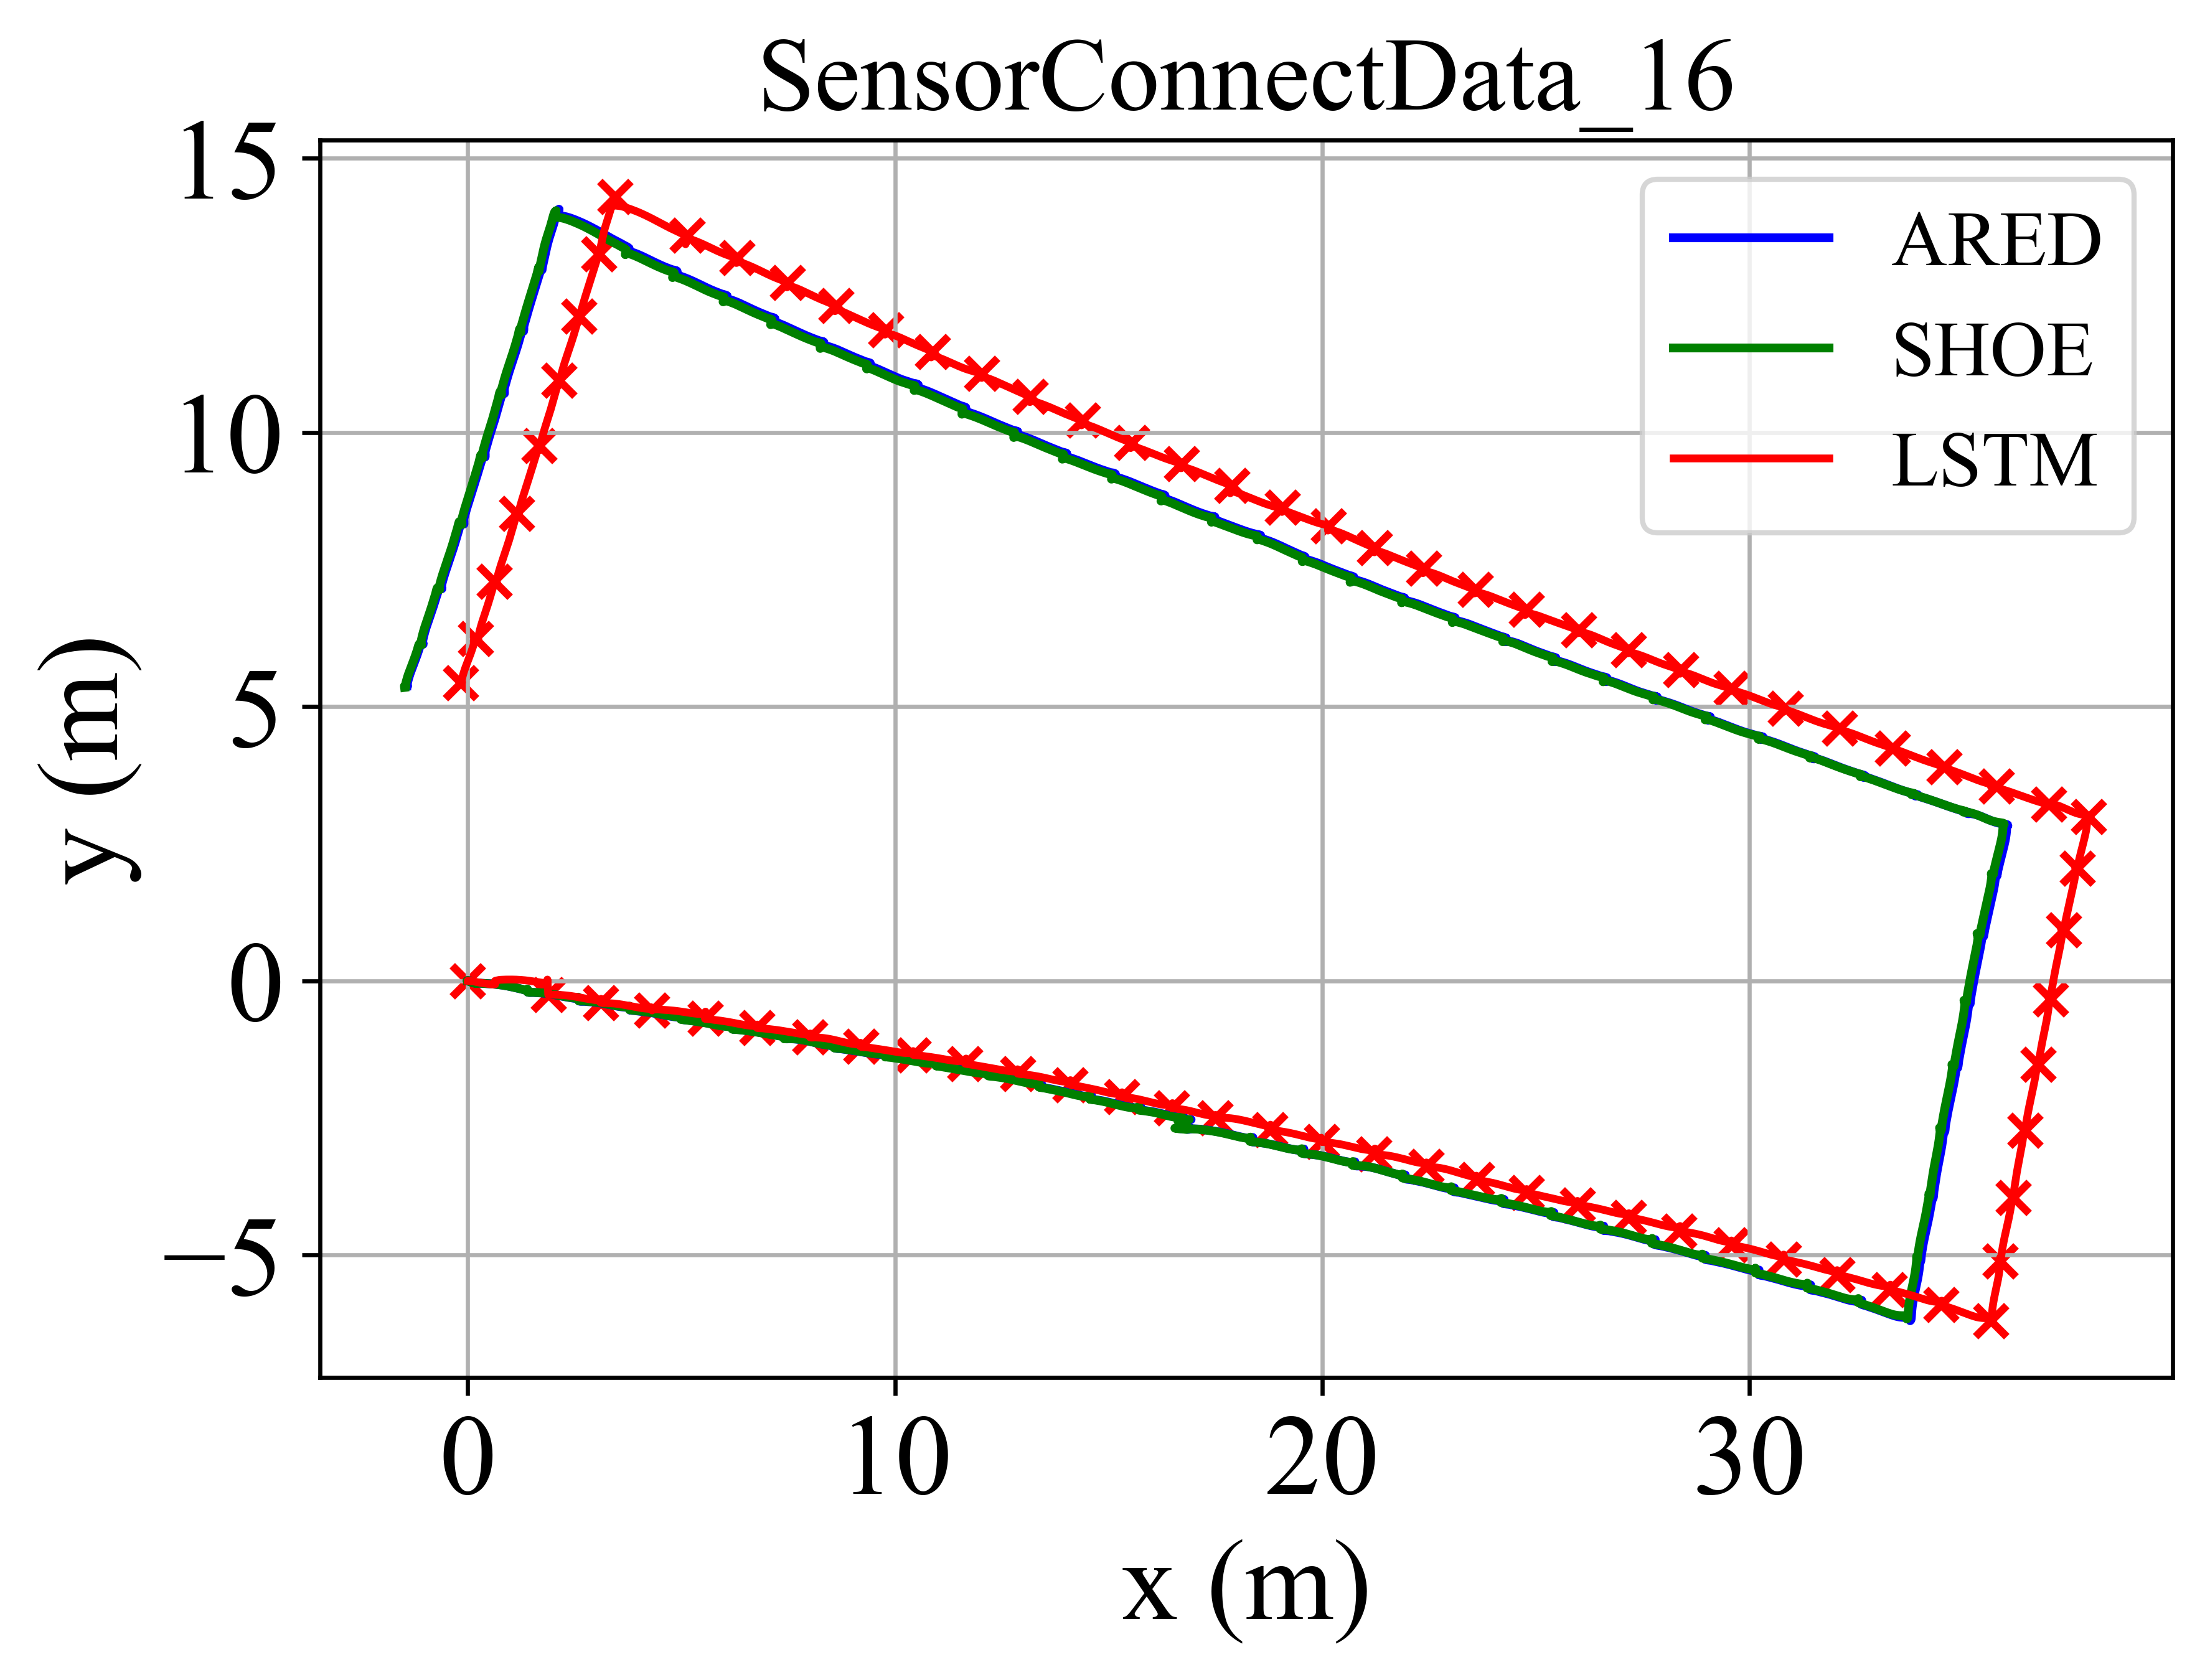 SensorConnectData_16
15
10
5
0
−5
y (m)
ARED
SHOE
LSTM
0 10 20 30
x (m)